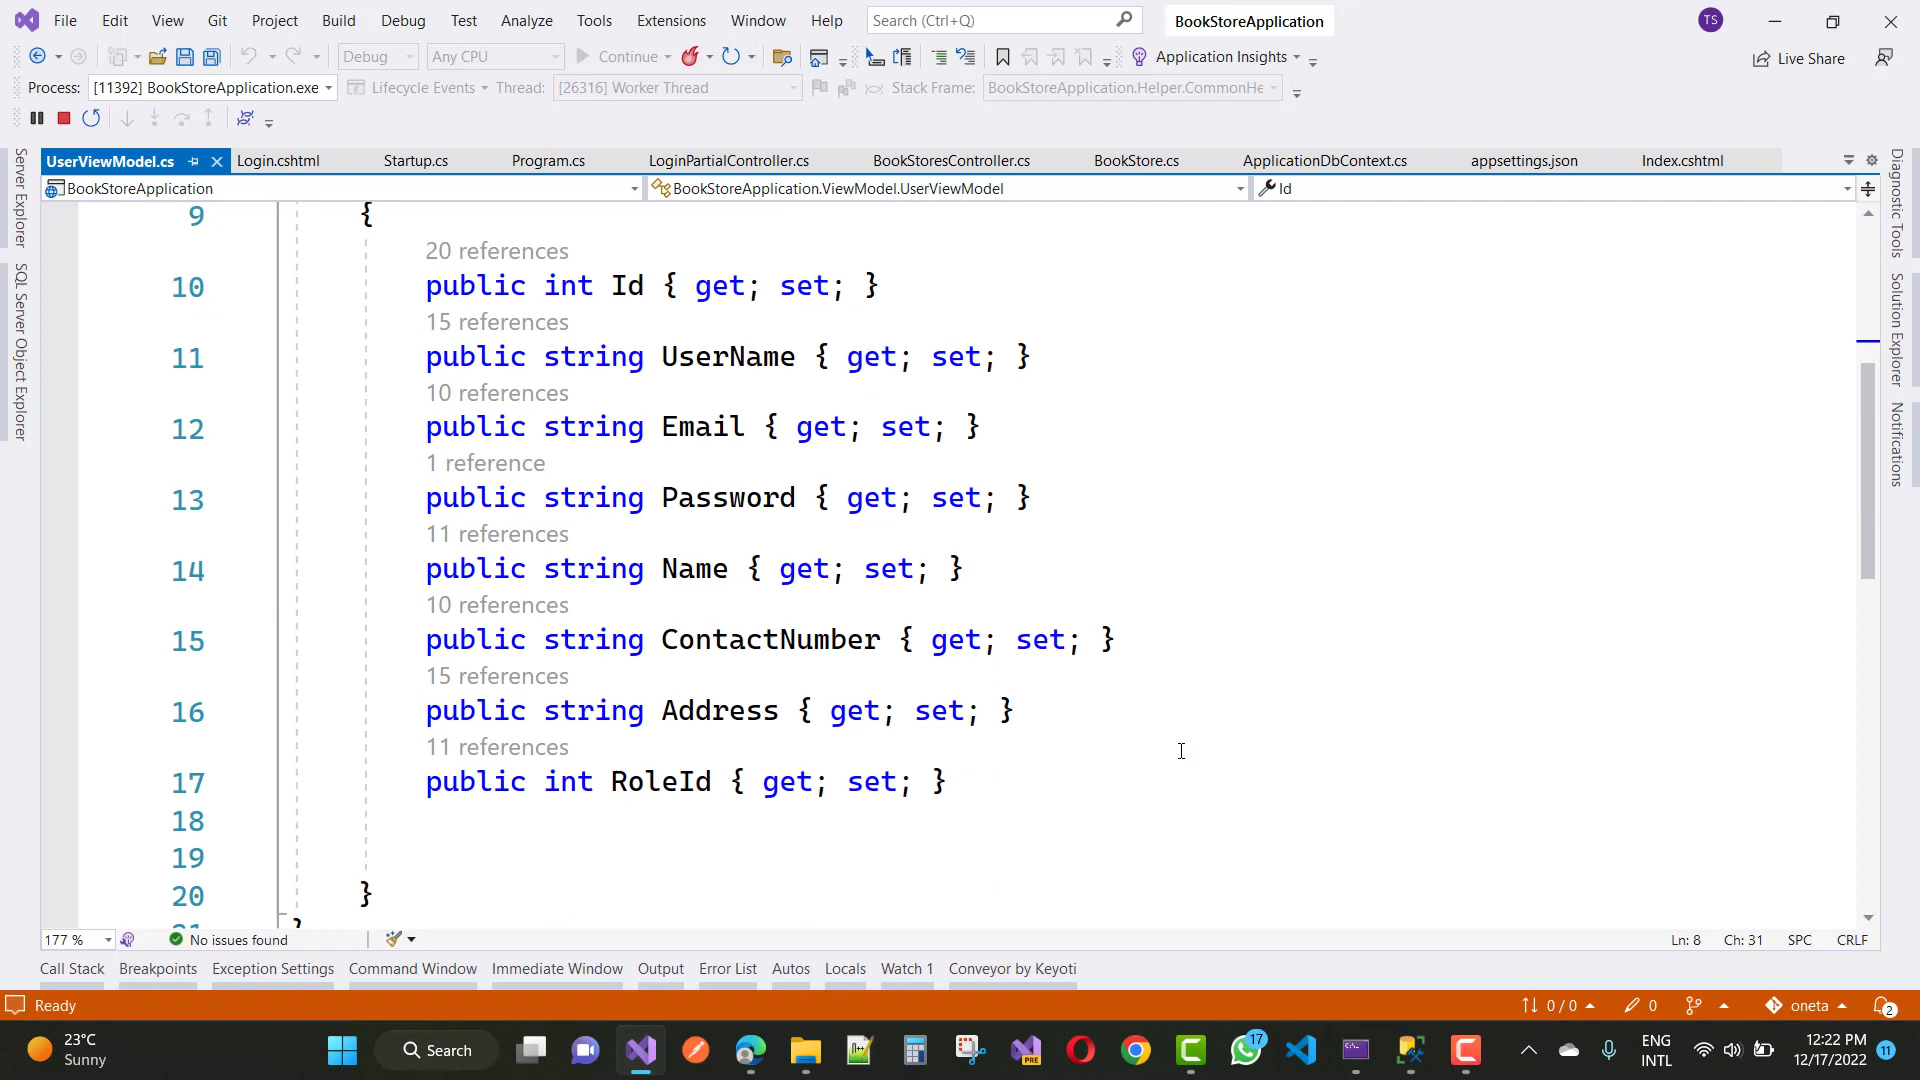 File Edit View Git Project Build Debug Test Analyze Tools Extensions Window Help Search (Ctrl+Q) BookStoreApplication TS
Debug Any CPU Continue Application Insights Live Share
Process: [11392] BookStoreApplication.exe Lifecycle Events Thread: [26316] Worker Thread Stack Frame: BookStoreApplication.Helper.CommonHe
UserViewModel.cs Login.cshtml Startup.cs Program.cs LoginPartialController.cs BookStoresController.cs BookStore.cs ApplicationDbContext.cs appsettings.json Index.cshtml
BookStoreApplication BookStoreApplication.ViewModel.UserViewModel Id
Server Explorer
SQL Server Object Explorer
9 {
20 references
10 public int Id { get; set; }
15 references
11 public string UserName { get; set; }
10 references
12 public string Email { get; set; }
1 reference
13 public string Password { get; set; }
11 references
14 public string Name { get; set; }
10 references
15 public string ContactNumber { get; set; }
15 references
16 public string Address { get; set; }
11 references
17 public int RoleId { get; set; }
18
19
20 }
Diagnostic Tools
Solution Explorer
Notifications
177 % No issues found Ln: 8 Ch: 31 SPC CRLF
Call Stack Breakpoints Exception Settings Command Window Immediate Window Output Error List Autos Locals Watch 1 Conveyor by Keyoti
Ready 0 / 0 0 oneta 2
23°C Search PRE 17 ENG 12:22 PM
Sunny INTL 12/17/2022 11